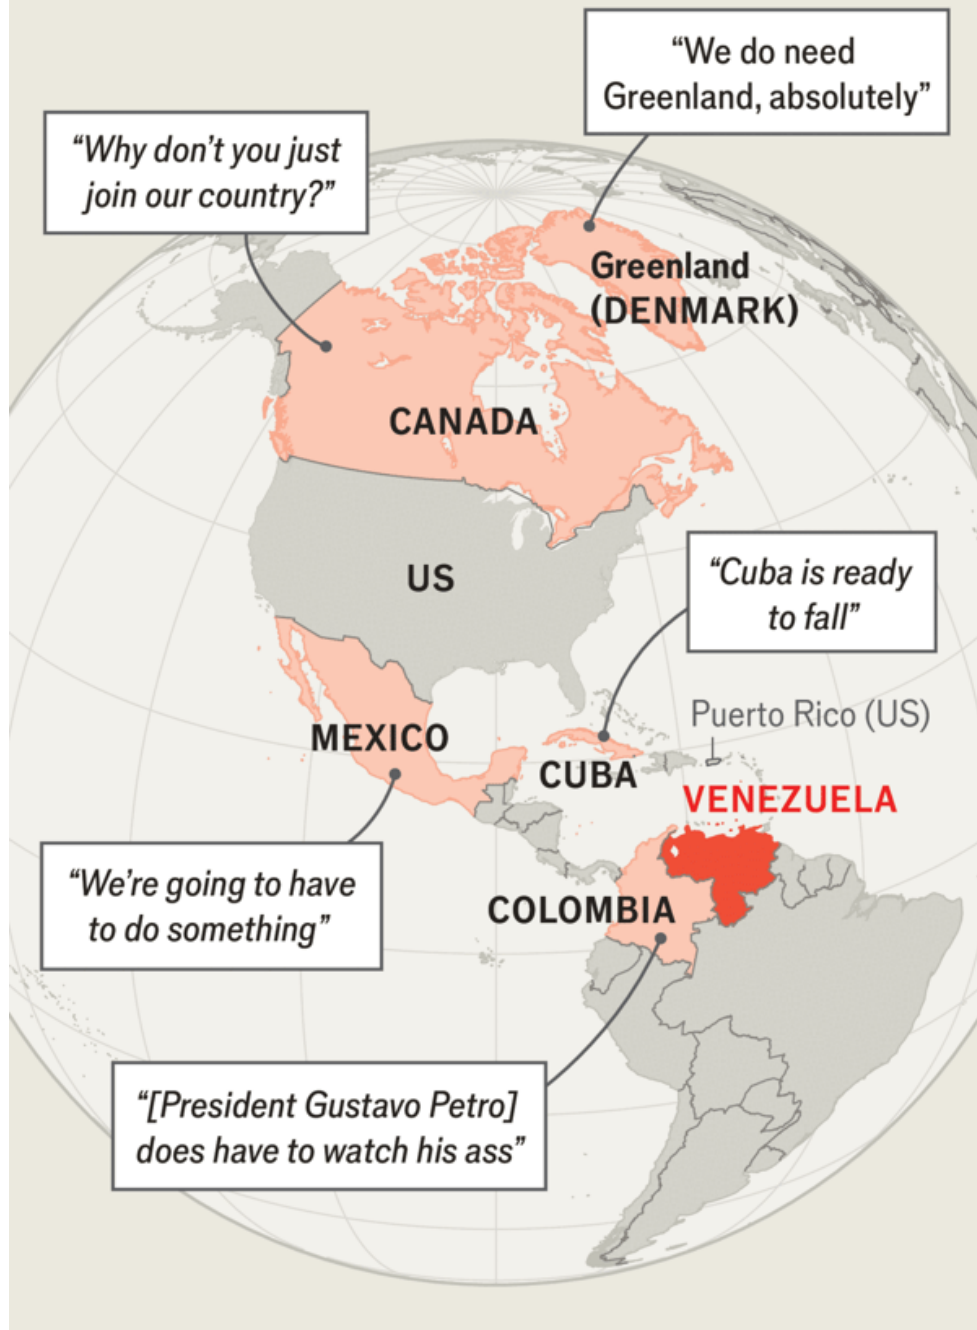 “We do need
Greenland, absolutely”
“Why don’t you just
join our country?”
Greenland
(DENMARK)
CANADA
US
“Cuba is ready
to fall”
Puerto Rico (US)
MEXICO
CUBA
VENEZUELA
“We’re going to have
to do something”
COLOMBIA
“[President Gustavo Petro]
does have to watch his ass”